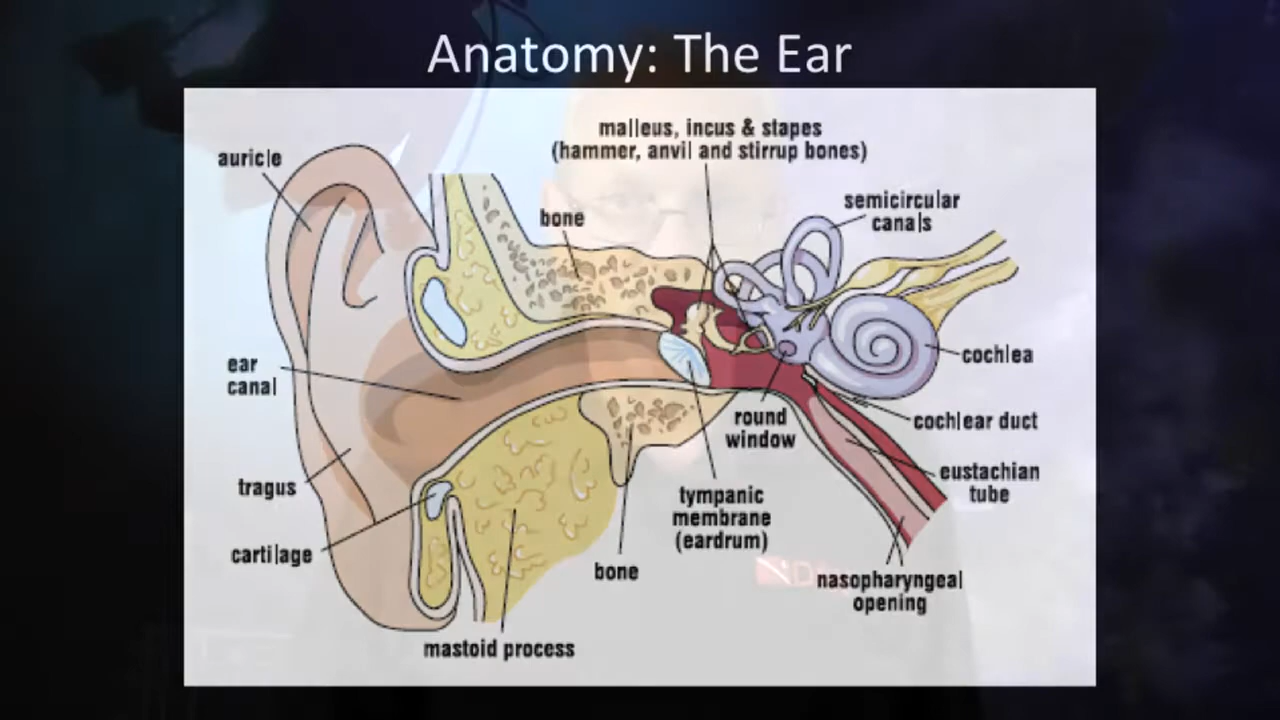 Anatomy: The Ear
malleus, incus & stapes
(hammer, anvil and stirrup bones)
auricle
semicircular
canals
bone
ear
canal
cochlea
cochlear duct
round
window
eustachian
tube
tragus
tympanic
membrane
(eardrum)
cartilage
bone
nasopharyngeal
opening
mastoid process